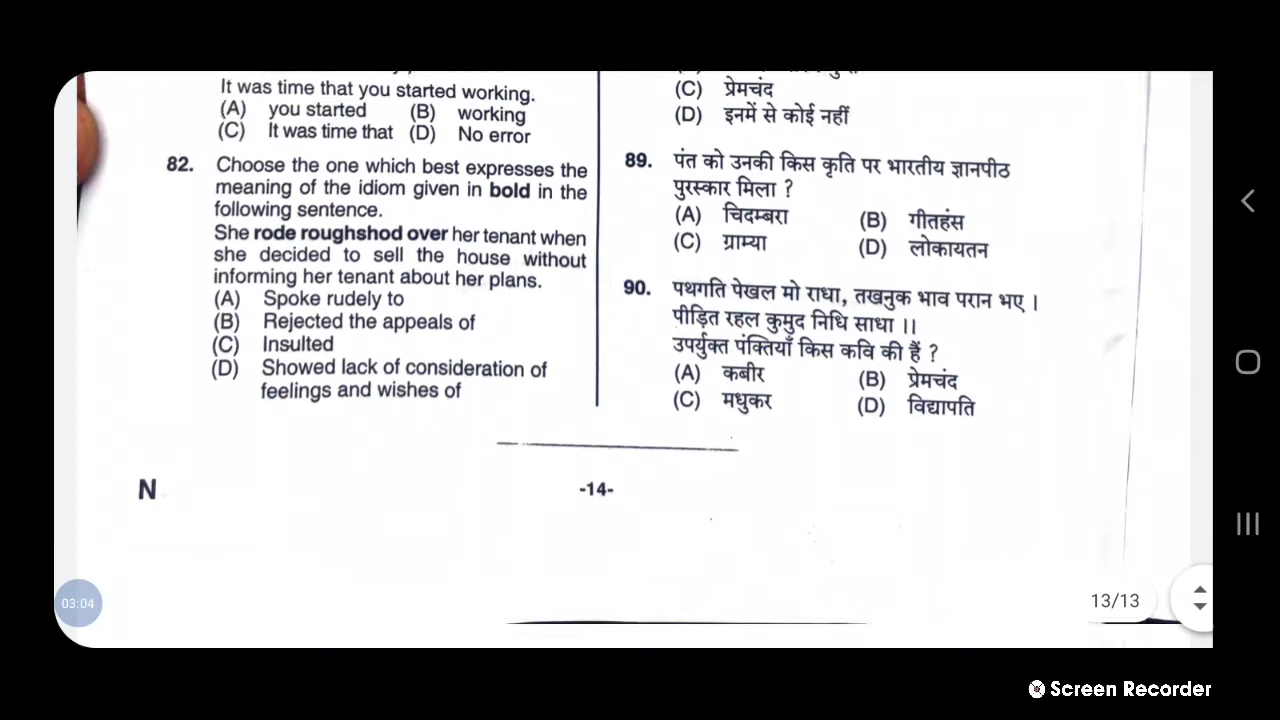 It was time that you started working.
(A) you started (B) working
(C) It was time that (D) No error
82. Choose the one which best expresses the
meaning of the idiom given in bold in the
following sentence.
She rode roughshod over her tenant when
she decided to sell the house without
informing her tenant about her plans.
(A) Spoke rudely to
(B) Rejected the appeals of
(C) Insulted
(D) Showed lack of consideration of
feelings and wishes of
(C) प्रेमचंद
(D) इनमें से कोई नहीं
89. पंत को उनकी किस कृति पर भारतीय ज्ञानपीठ
पुरस्कार मिला ?
(A) चिदम्बरा (B) गीतहंस
(C) ग्राम्या (D) लोकायतन
90. पथगति पेखल मो राधा, तखनुक भाव परान भए ।
पीड़ित रहल कुमुद निधि साधा ।।
उपर्युक्त पंक्तियाँ किस कवि की हैं ?
(A) कबीर (B) प्रेमचंद
(C) मधुकर (D) विद्यापति
N
-14-
03:04
13/13
Screen Recorder